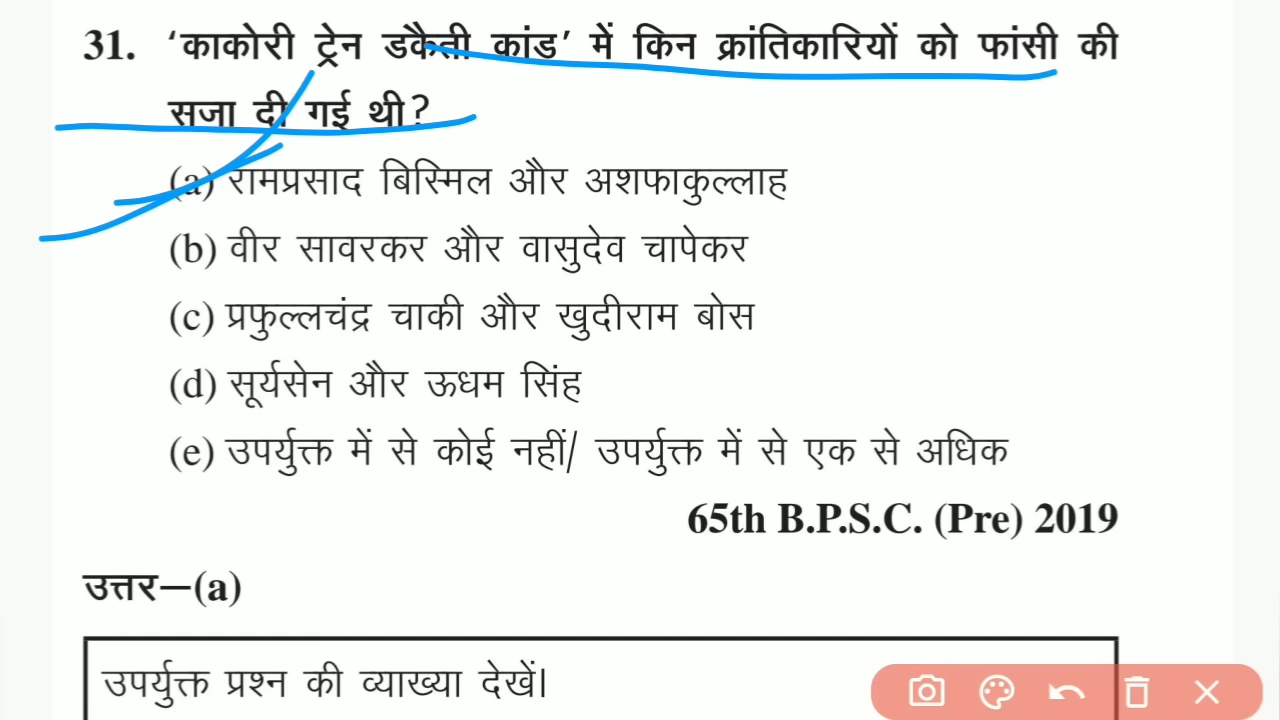 31. ‘काकोरी ट्रेन डकैती कांड’ में किन क्रांतिकारियों को फांसी की
सजा दी गई थी?
(a) रामप्रसाद बिस्मिल और अशफाकुल्लाह
(b) वीर सावरकर और वासुदेव चापेकर
(c) प्रफुल्लचंद्र चाकी और खुदीराम बोस
(d) सूर्यसेन और ऊधम सिंह
(e) उपर्युक्त में से कोई नहीं/ उपर्युक्त में से एक से अधिक
65th B.P.S.C. (Pre) 2019
उत्तर—(a)
उपर्युक्त प्रश्न की व्याख्या देखें।